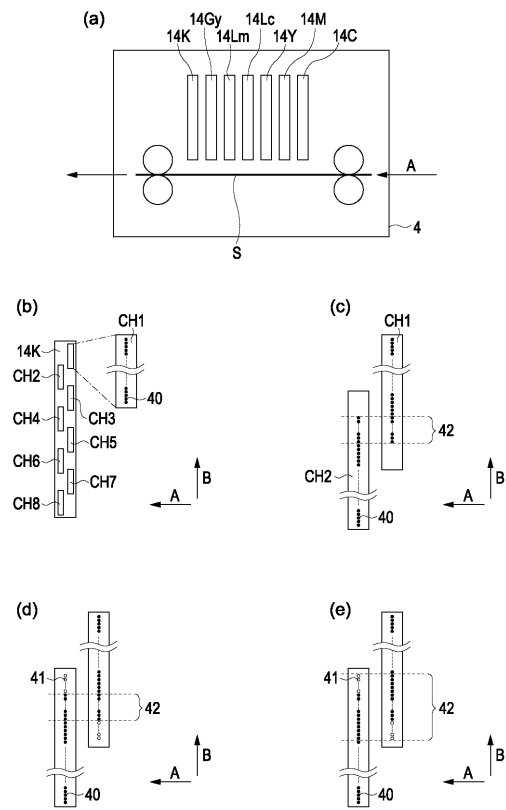 (a)
14Gy 14Lc 14M
14K 14Lm 14Y 14C
A
S
4
(b)
14K
CH1
CH2
40
CH3
CH4
CH5
CH6
CH7
CH8
A
B
(c)
CH1
42
CH2
40
A
B
(d)
41
42
40
A
B
(e)
41
42
40
A
B